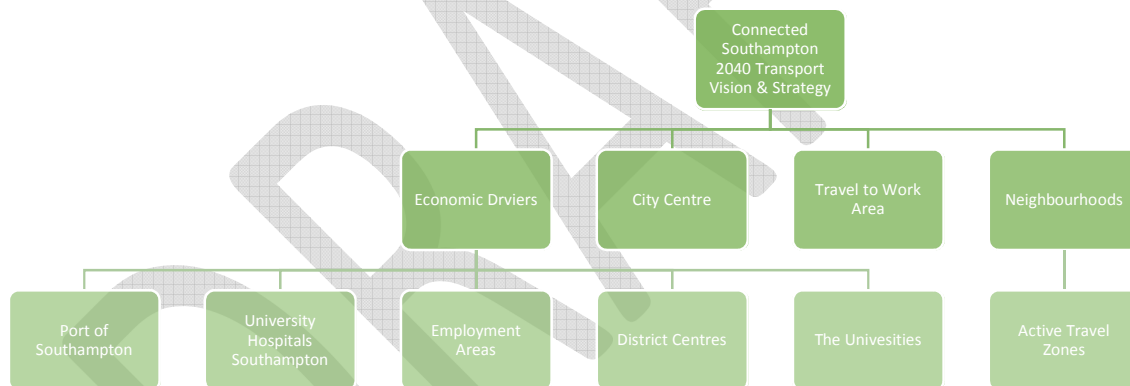 Connected
Southampton
2040 Transport
Vision & Strategy
Economic Drviers
City Centre
Travel to Work
Area
Neighbourhoods
Port of
Southampton
University
Hospitals
Southampton
Employment
Areas
District Centres
The Univesities
Active Travel
Zones